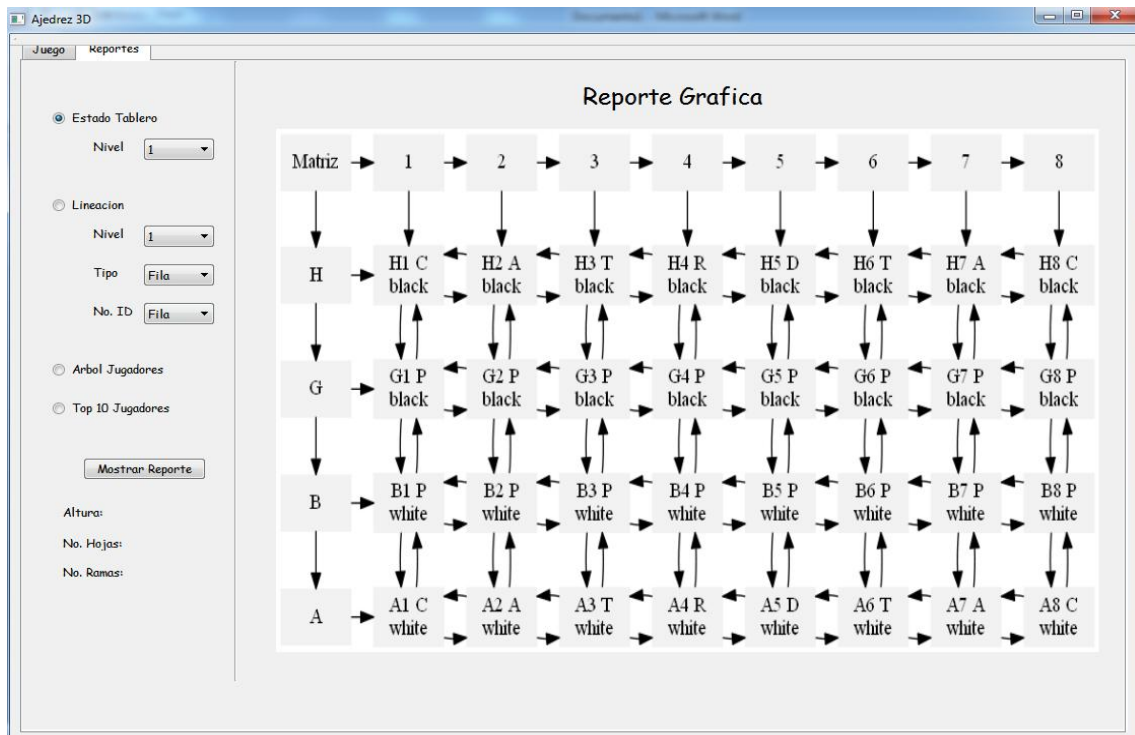 Ajedrez 3D
Juego Reportes
Estado Tablero
Nivel 1
Lineacion
Nivel 1
Tipo Fila
No. ID Fila
Arbol Jugadores
Top 10 Jugadores
Mostrar Reporte
Altura:
No. Hojas:
No. Ramas:
Reporte Grafica
Matriz 1 2 3 4 5 6 7 8
H H1 C black H2 A black H3 T black H4 R black H5 D black H6 T black H7 A black H8 C black
G G1 P black G2 P black G3 P black G4 P black G5 P black G6 P black G7 P black G8 P black
B B1 P white B2 P white B3 P white B4 P white B5 P white B6 P white B7 P white B8 P white
A A1 C white A2 A white A3 T white A4 R white A5 D white A6 T white A7 A white A8 C white